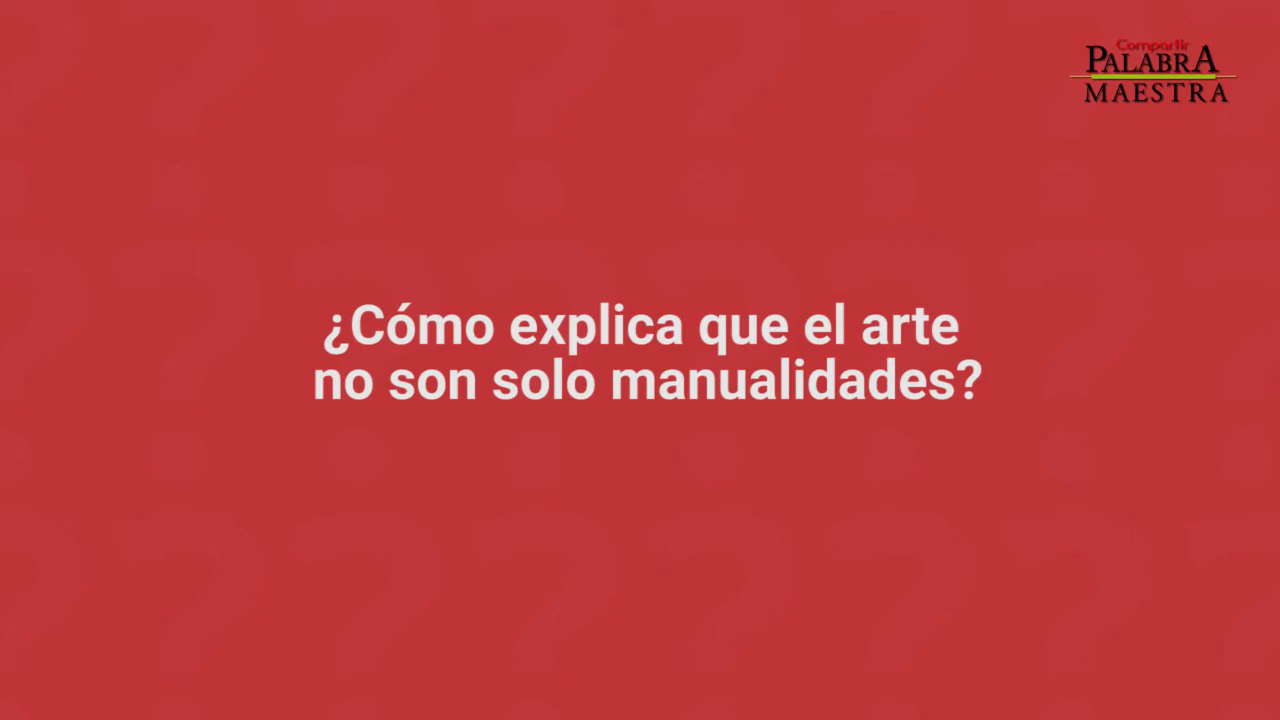 Compartir
PALABRA
MAESTRA
¿Cómo explica que el arte
no son solo manualidades?